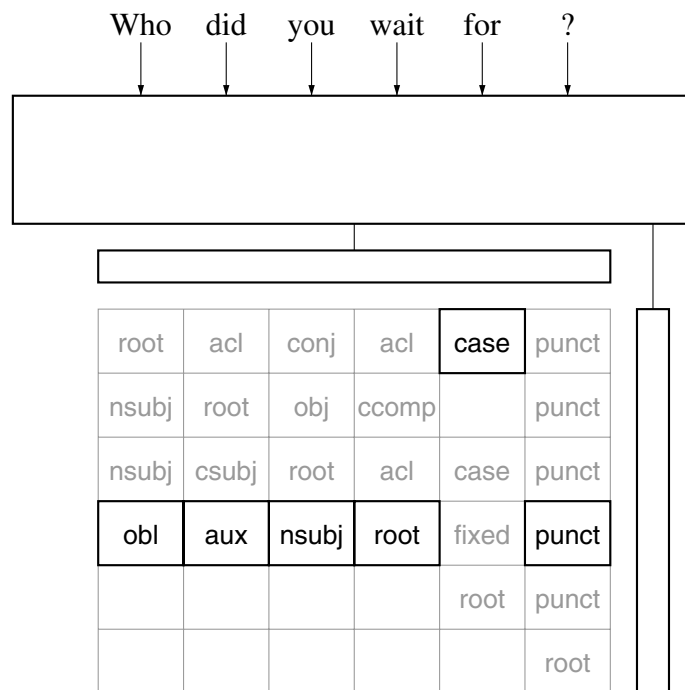 Who did you wait for ?
root acl conj acl case punct
nsubj root obj ccomp punct
nsubj csubj root acl case punct
obl aux nsubj root fixed punct
root punct
root